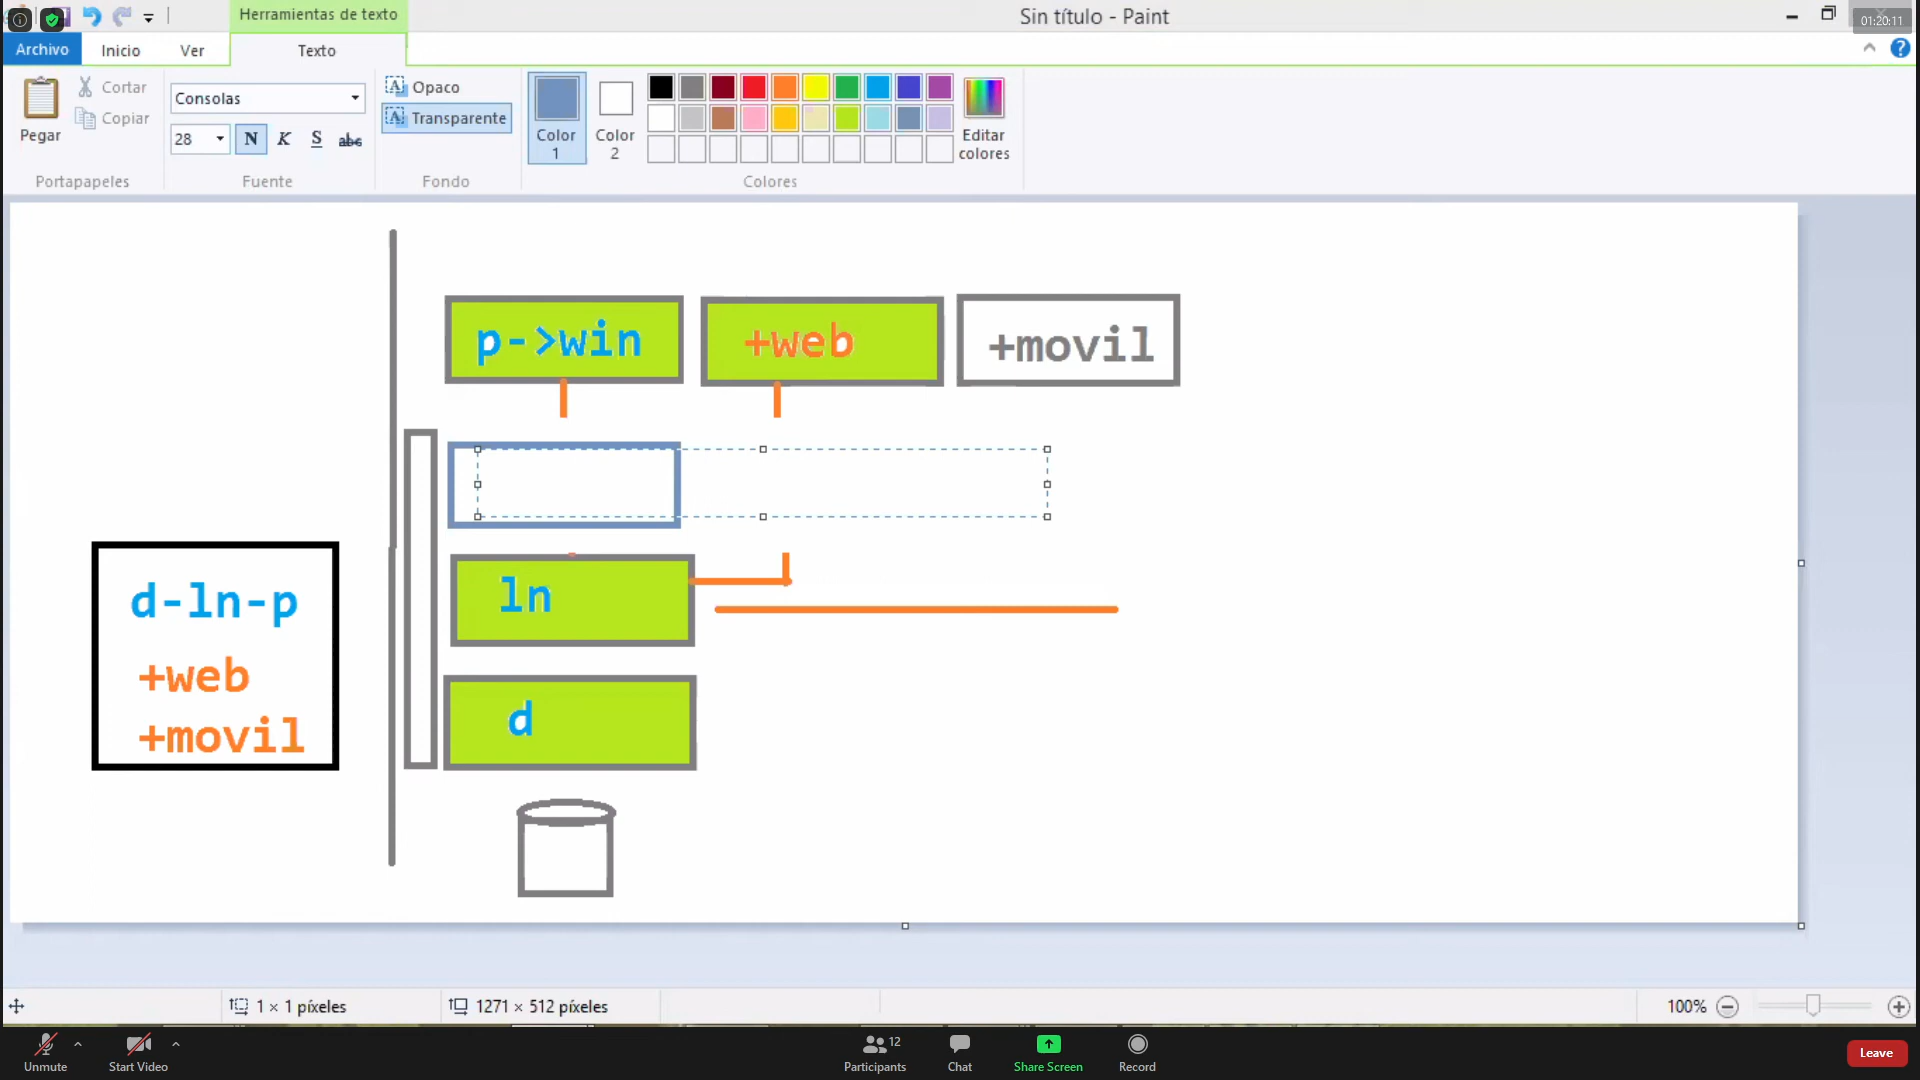 Herramientas de texto
Sin título - Paint
01:20:11
Archivo
Inicio
Ver
Texto
Pegar
Cortar
Copiar
Portapapeles
Consolas
28
N K S abc
Fuente
Opaco
Transparente
Fondo
Color
1
Color
2
Editar
colores
Colores
p->win
+web
+movil
ln
d
d-ln-p
+web
+movil
1 × 1 píxeles
1271 × 512 píxeles
100%
Unmute
Start Video
12
Participants
Chat
Share Screen
Record
Leave